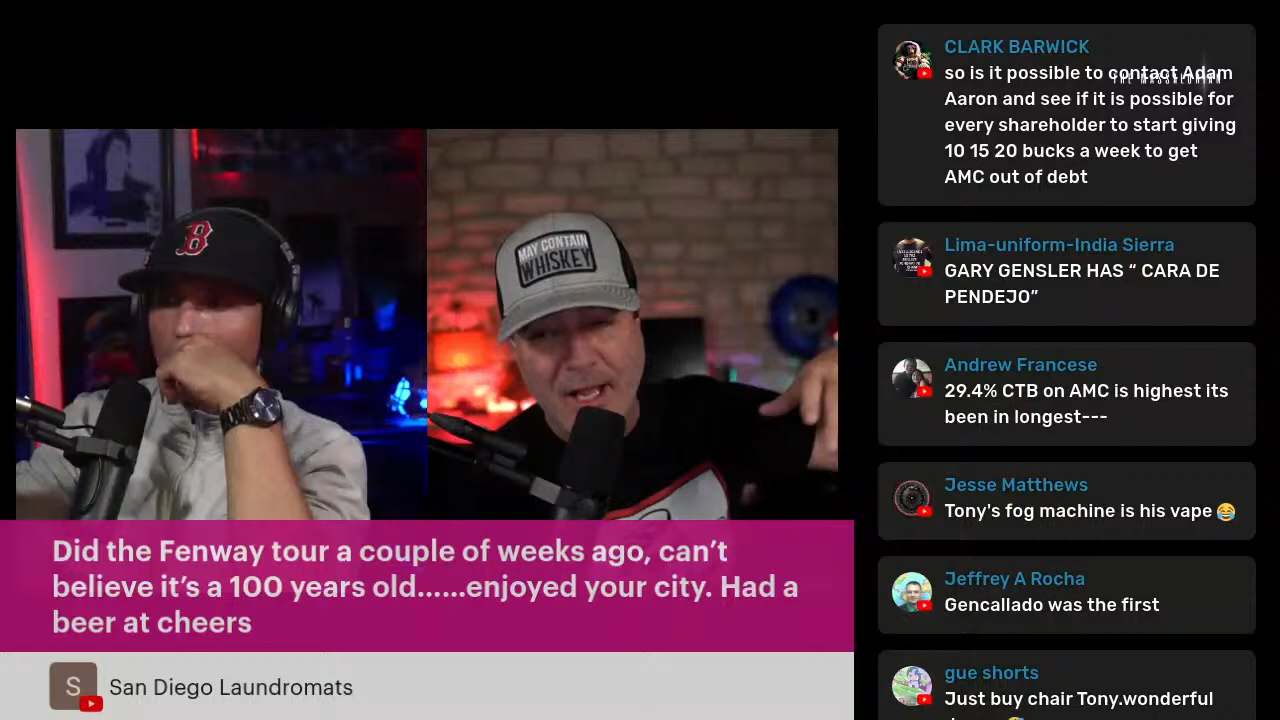 B
MAY CONTAIN
WHISKEY
Did the Fenway tour a couple of weeks ago, can’t
believe it’s a 100 years old......enjoyed your city. Had a
beer at cheers
S
San Diego Laundromats
CLARK BARWICK
so is it possible to contact Adam
Aaron and see if it is possible for
every shareholder to start giving
10 15 20 bucks a week to get
AMC out of debt
Lima-uniform-India Sierra
GARY GENSLER HAS “ CARA DE
PENDEJO”
Andrew Francese
29.4% CTB on AMC is highest its
been in longest---
Jesse Matthews
Tony's fog machine is his vape 😂
Jeffrey A Rocha
Gencallado was the first
gue shorts
Just buy chair Tony.wonderful